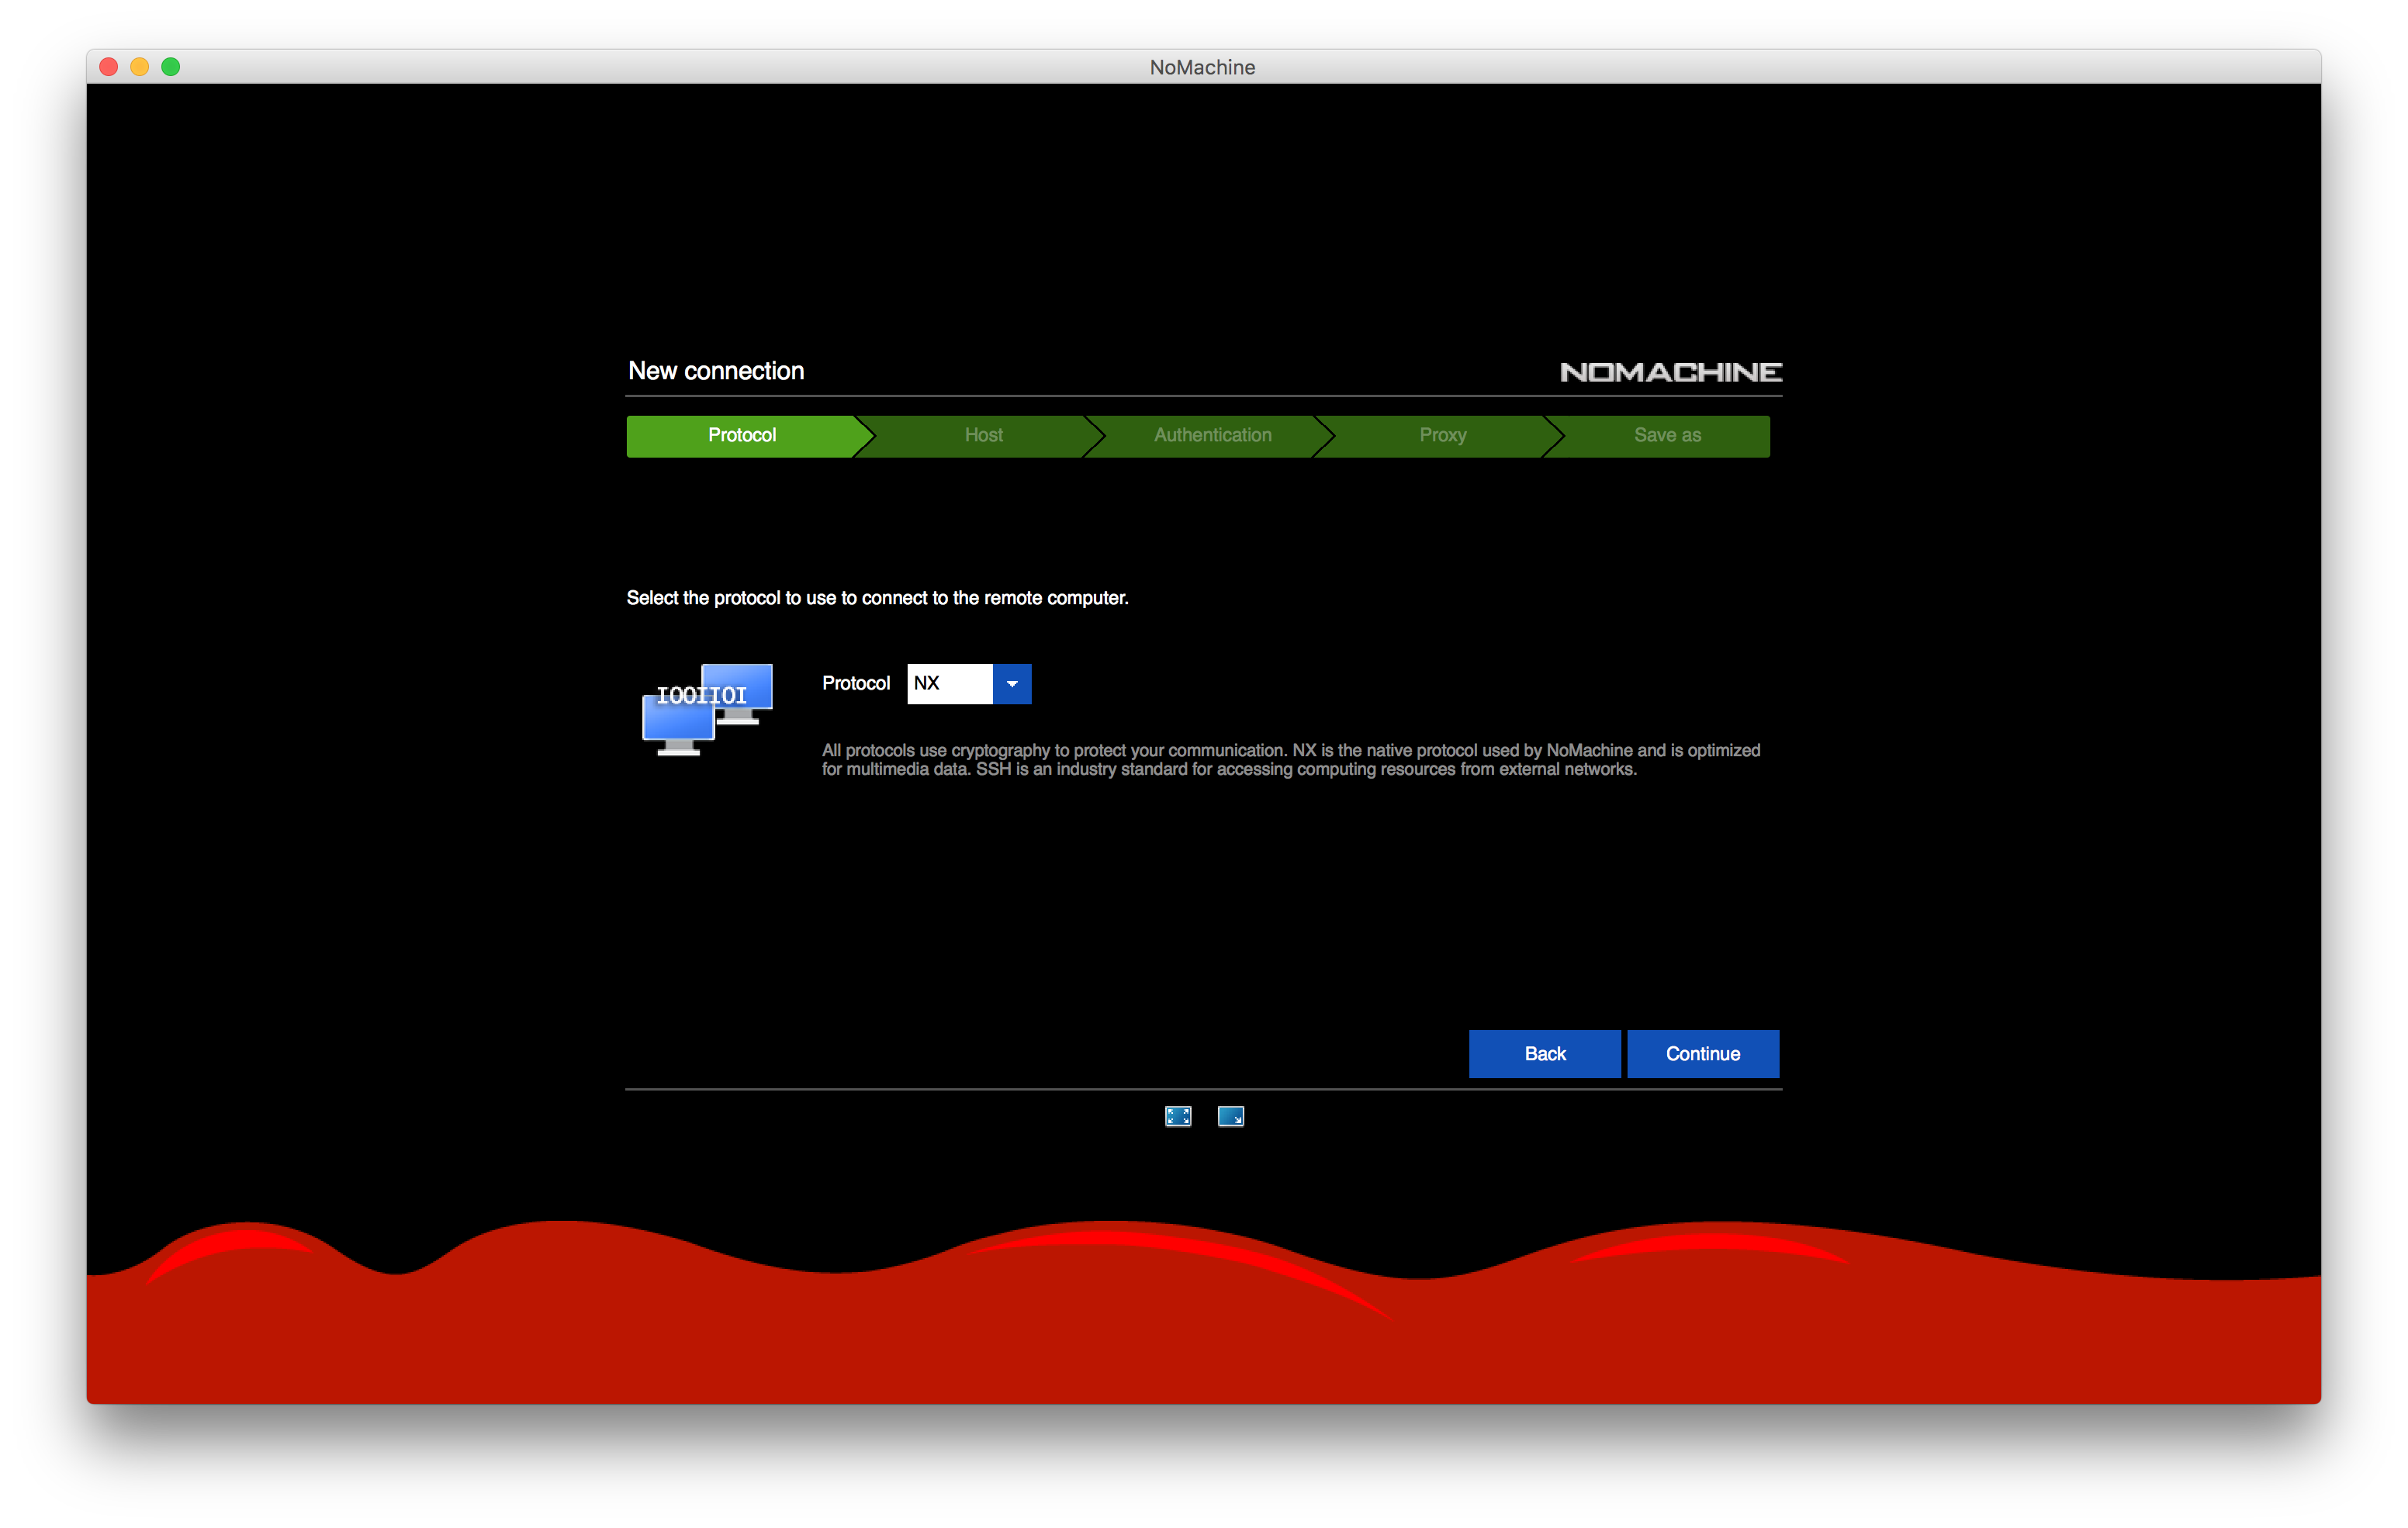 NoMachine
New connection
NOMACHINE
Protocol
Host
Authentication
Proxy
Save as
Select the protocol to use to connect to the remote computer.
IOOIIOI
Protocol
NX
All protocols use cryptography to protect your communication. NX is the native protocol used by NoMachine and is optimized
for multimedia data. SSH is an industry standard for accessing computing resources from external networks.
Back
Continue